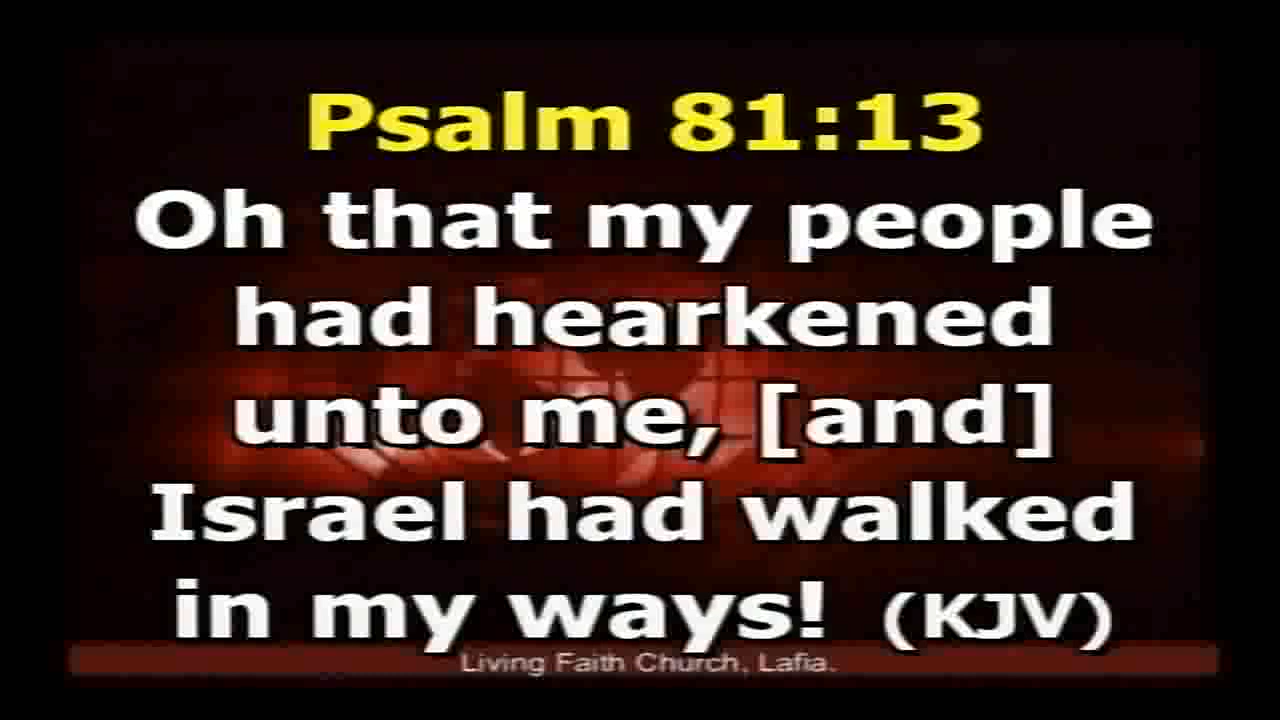 Psalm 81:13
Oh that my people
had hearkened
unto me, [and]
Israel had walked
in my ways! (KJV)
Living Faith Church, Lafia.